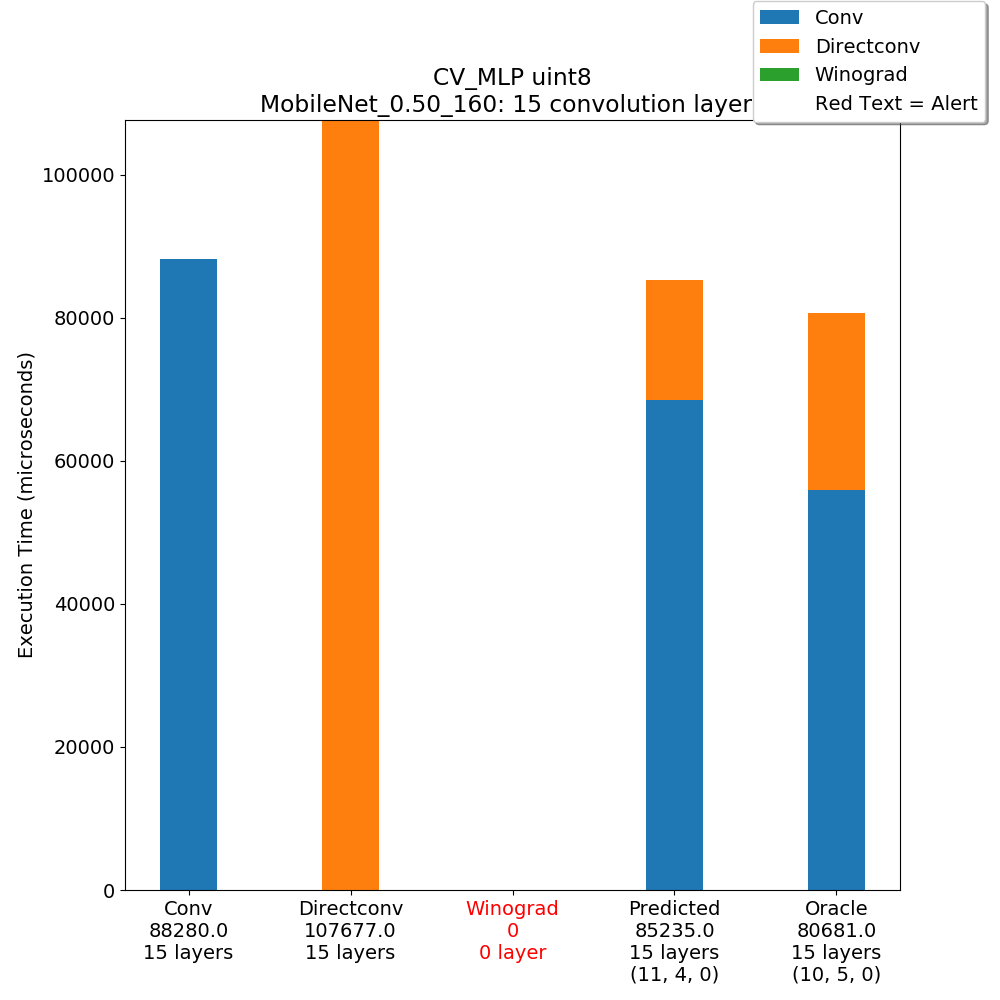 Conv
Directconv
Winograd
Red Text = Alert
CV_MLP uint8
MobileNet_0.50_160: 15 convolution layer
100000
80000
60000
40000
20000
0
Execution Time (microseconds)
Conv
88280.0
15 layers
Directconv
107677.0
15 layers
Winograd
0
0 layer
Predicted
85235.0
15 layers
(11, 4, 0)
Oracle
80681.0
15 layers
(10, 5, 0)